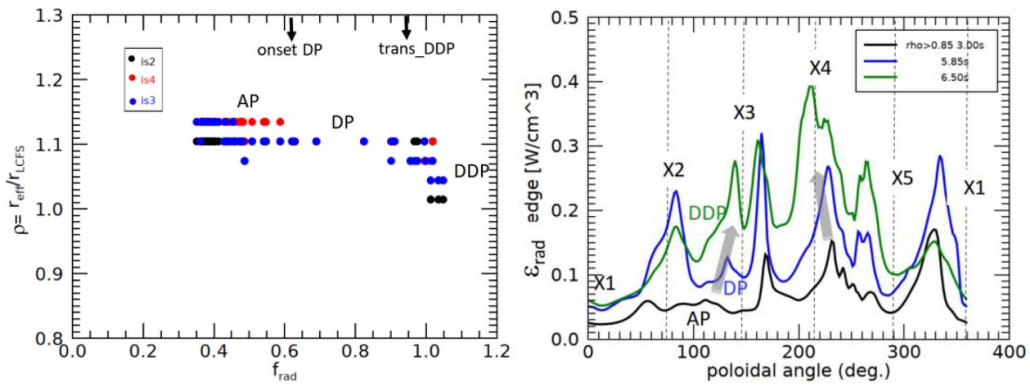 1.3
1.2
1.1
1.0
0.9
0.8
ρ= r_eff/r_LCFS
onset DP
trans_DDP
is2
is4
is3
AP
DP
DDP
0.0 0.2 0.4 0.6 0.8 1.0 1.2
f_rad
0.5
0.4
0.3
0.2
0.1
0.0
ε_rad edge [W/cm^3]
rho>0.85 3.00s
5.85s
6.50s
X4
X3
X2
X5
X1
DDP
DP
X1
AP
0 100 200 300 400
poloidal angle (deg.)